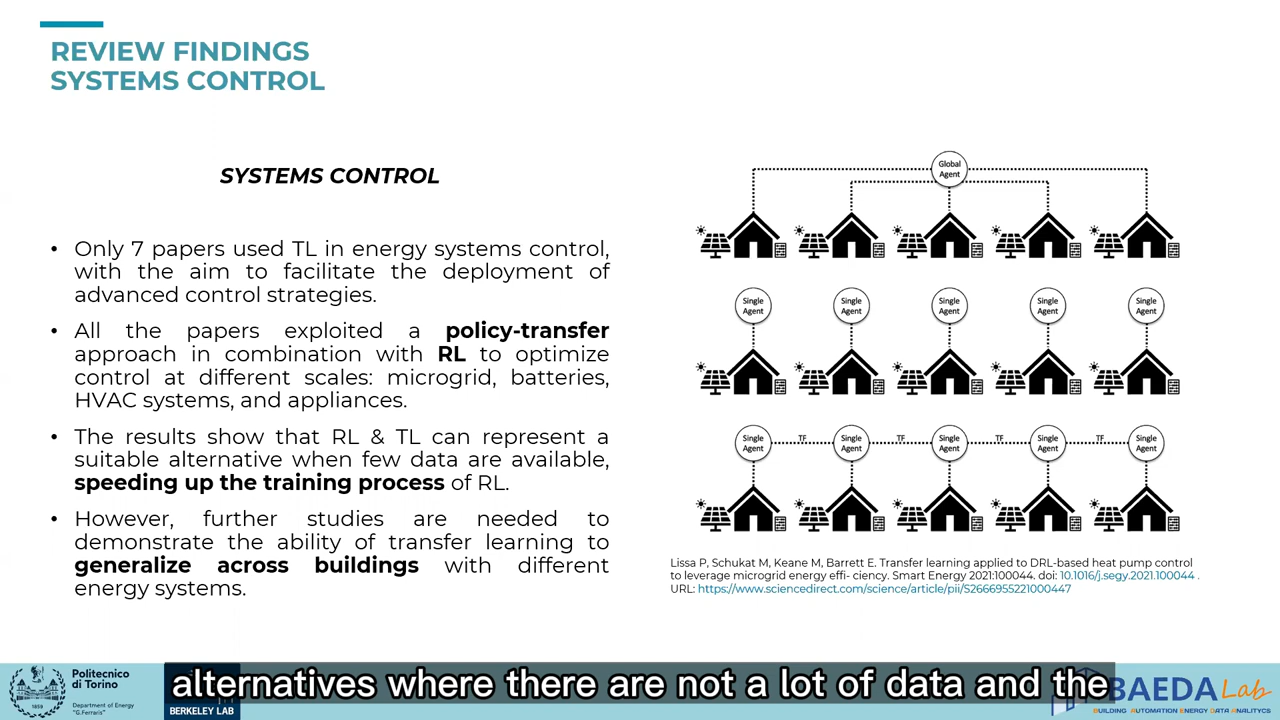 REVIEW FINDINGS
SYSTEMS CONTROL
SYSTEMS CONTROL
• Only 7 papers used TL in energy systems control,
with the aim to facilitate the deployment of
advanced control strategies.
• All the papers exploited a policy-transfer
approach in combination with RL to optimize
control at different scales: microgrid, batteries,
HVAC systems, and appliances.
• The results show that RL & TL can represent a
suitable alternative when few data are available,
speeding up the training process of RL.
• However, further studies are needed to
demonstrate the ability of transfer learning to
generalize across buildings with different
energy systems.
Global
Agent
Single Agent
Single Agent
Single Agent
Single Agent
Single Agent
Single Agent
TF
Single Agent
TF
Single Agent
TF
Single Agent
TF
Single Agent
Lissa P, Schukat M, Keane M, Barrett E. Transfer learning applied to DRL-based heat pump control
to leverage microgrid energy effi- ciency. Smart Energy 2021:100044. doi: 10.1016/j.segy.2021.100044 .
URL: https://www.sciencedirect.com/science/article/pii/S2666955221000447
Politecnico
di Torino
1859
Department of Energy
"G.Ferraris"
BERKELEY LAB
alternatives where there are not a lot of data and the
BAEDA Lab
BUILDING AUTOMATION ENERGY DATA ANALITYCS